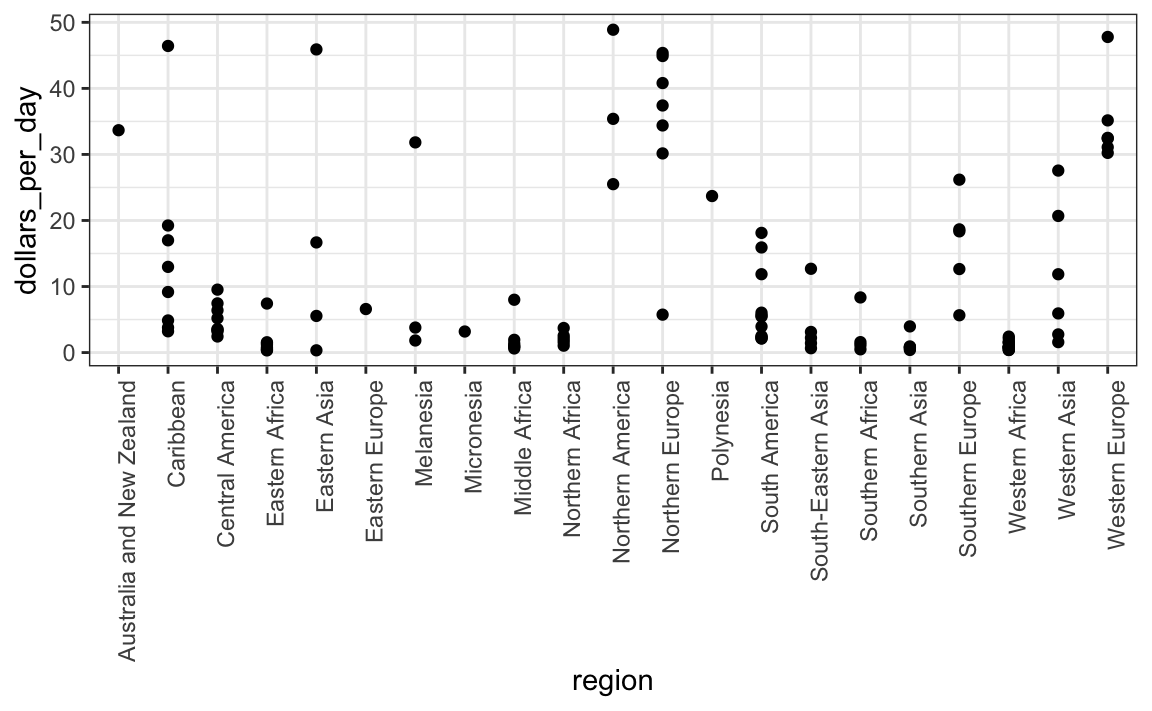 dollars_per_day
50
40
30
20
10
0
Australia and New Zealand
Caribbean
Central America
Eastern Africa
Eastern Asia
Eastern Europe
Melanesia
Micronesia
Middle Africa
Northern Africa
Northern America
Northern Europe
Polynesia
South America
South-Eastern Asia
Southern Africa
Southern Asia
Southern Europe
Western Africa
Western Asia
Western Europe
region